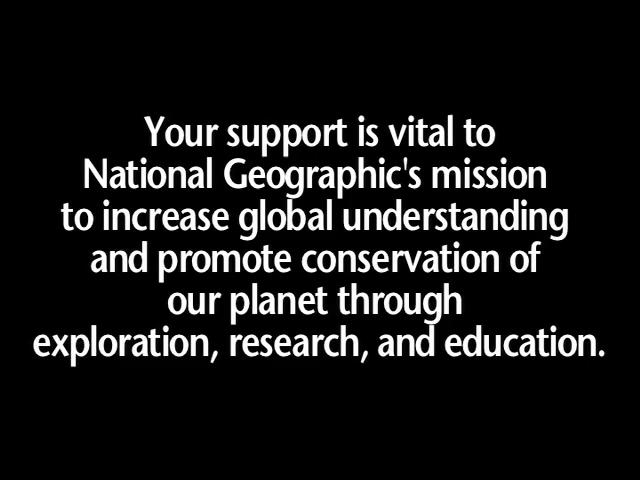 Your support is vital to
National Geographic's mission
to increase global understanding
and promote conservation of
our planet through
exploration, research, and education.